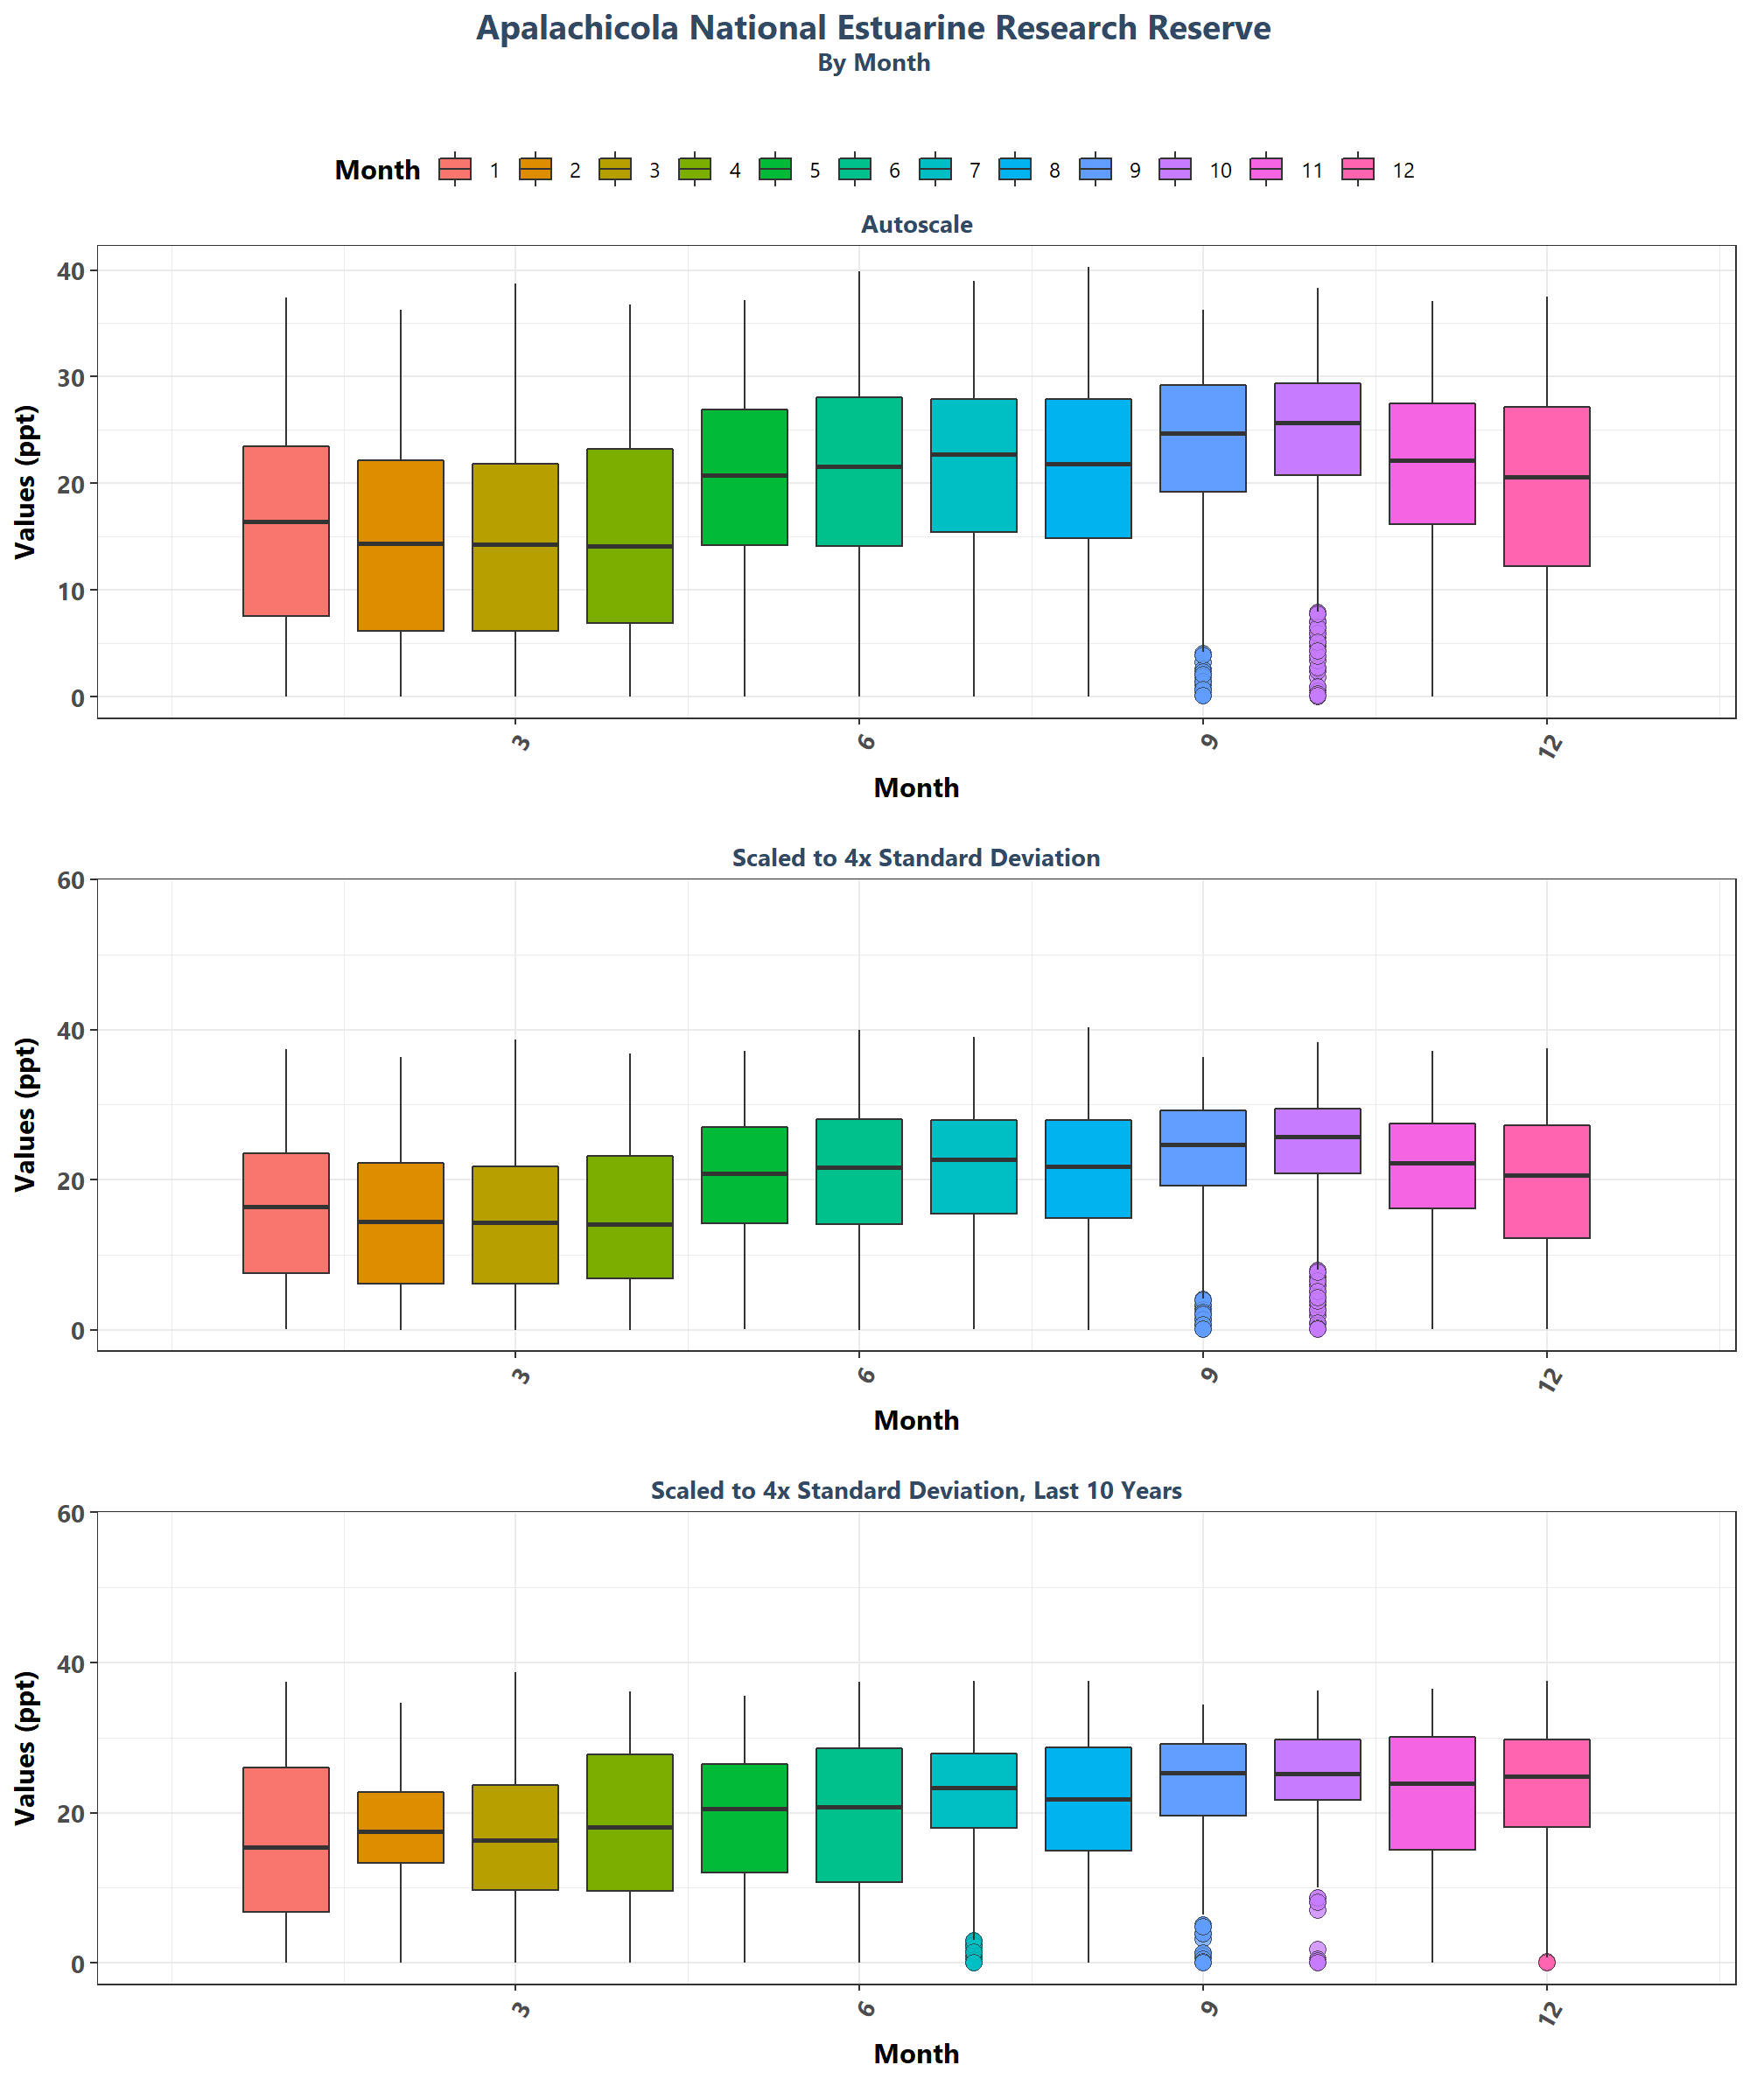 Apalachicola National Estuarine Research Reserve
By Month
Month 1 2 3 4 5 6 7 8 9 10 11 12
Autoscale
Values (ppt)
40
30
20
10
0
3 6 9 12
Month
Scaled to 4x Standard Deviation
Values (ppt)
60
40
20
0
3 6 9 12
Month
Scaled to 4x Standard Deviation, Last 10 Years
Values (ppt)
60
40
20
0
3 6 9 12
Month